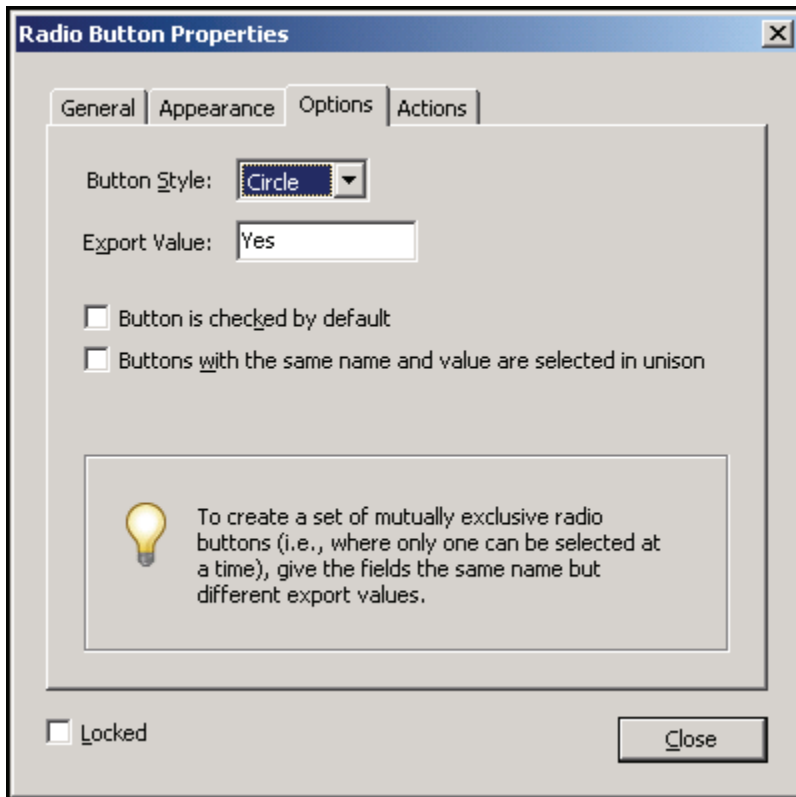 Radio Button Properties
General Appearance Options Actions
Button Style: Circle
Export Value: Yes
Button is checked by default
Buttons with the same name and value are selected in unison
To create a set of mutually exclusive radio
buttons (i.e., where only one can be selected at
a time), give the fields the same name but
different export values.
Locked
Close